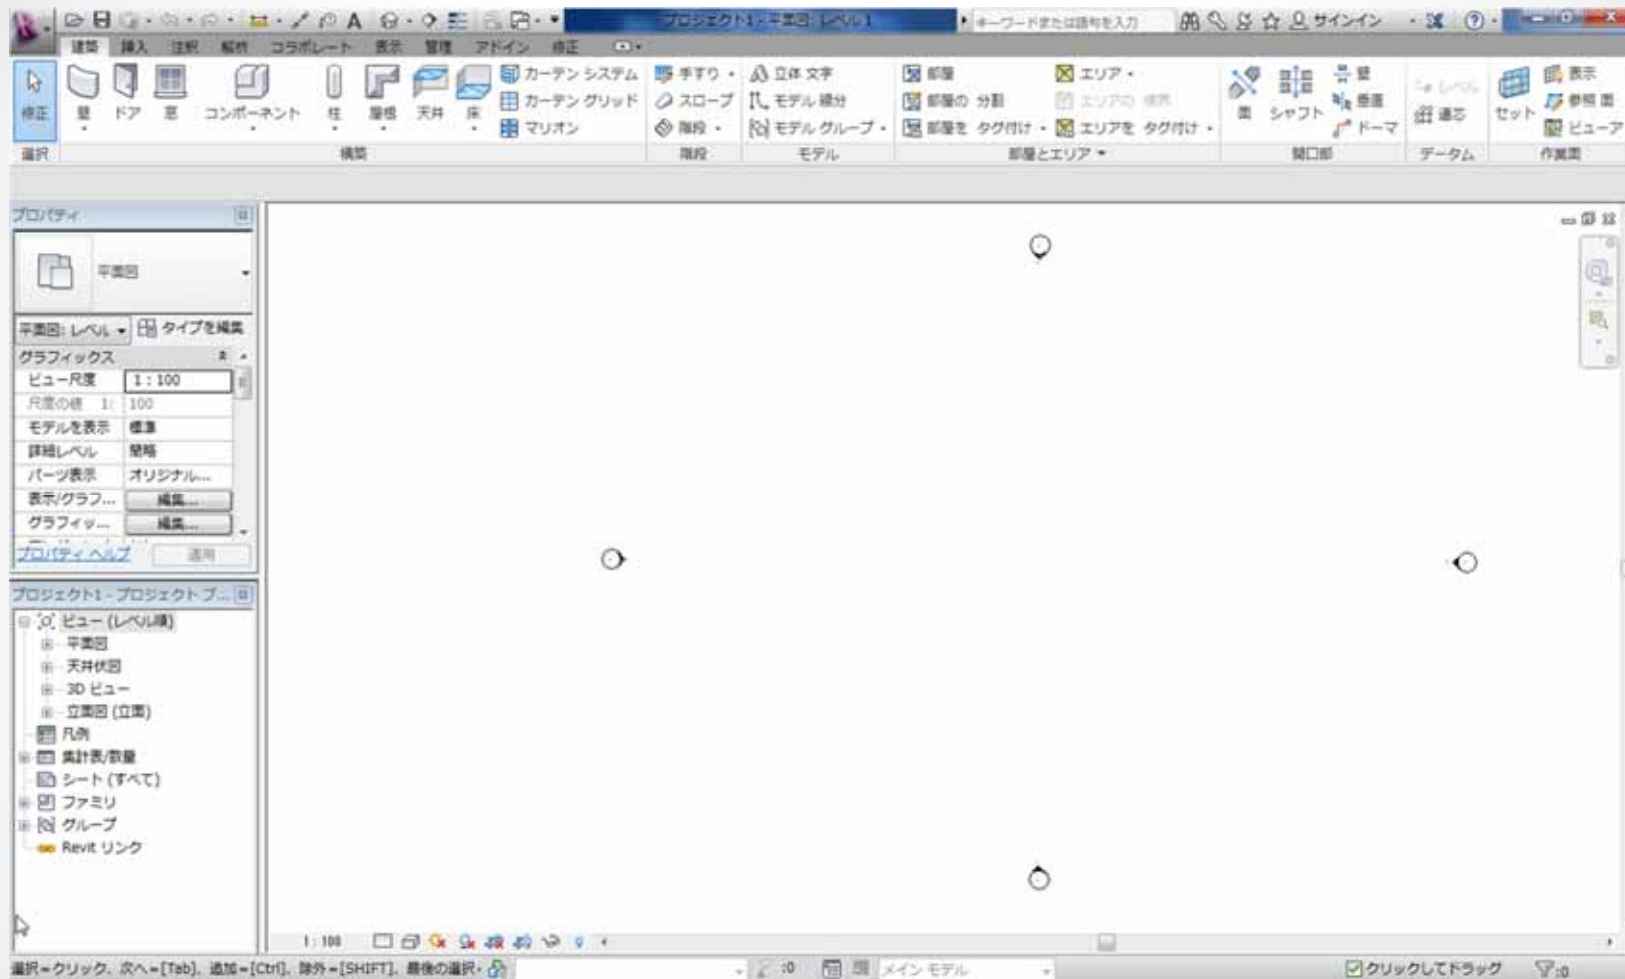 プロジェクト1 - 平面図: レベル 1
キーワードまたは語句を入力
サインイン
建築 挿入 注釈 解析 コラボレート 表示 管理 アドイン 修正
修正 壁 ドア 窓 コンポーネント 柱 屋根 天井 床
カーテン システム
カーテン グリッド
マリオン
手すり
スロープ
階段
立体 文字
モデル 線分
モデル グループ
部屋
部屋の 分割
部屋を タグ付け
エリア
エリアの 境界
エリアを タグ付け
面 シャフト
壁
垂直
ドーマ
レベル
通芯
セット
表示
参照 面
ビューア
選択 構築 階段 モデル 部屋とエリア 開口部 データム 作業面
プロパティ
平面図
平面図: レベル タイプを編集
グラフィックス
ビュー尺度 1 : 100
尺度の値 1: 100
モデルを表示 標準
詳細レベル 簡略
パーツ表示 オリジナル...
表示/グラフ... 編集...
グラフィッ... 編集...
プロパティ ヘルプ 適用
プロジェクト1 - プロジェクト ブ...
ビュー (レベル順)
平面図
天井伏図
3D ビュー
立面図 (立面)
凡例
集計表/数量
シート (すべて)
ファミリ
グループ
Revit リンク
1 : 100
選択=クリック、次へ=[Tab]、追加=[Ctrl]、除外=[SHIFT]、最後の選択 :0 メイン モデル クリックしてドラッグ :0